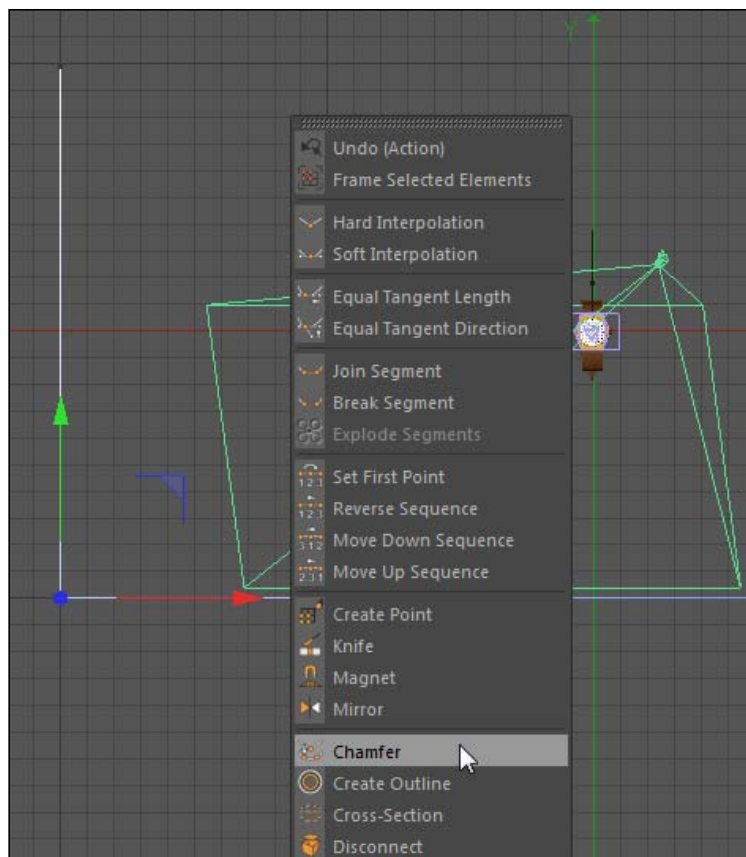 Y
Undo (Action)
Frame Selected Elements
Hard Interpolation
Soft Interpolation
Equal Tangent Length
Equal Tangent Direction
Join Segment
Break Segment
Explode Segments
Set First Point
Reverse Sequence
Move Down Sequence
Move Up Sequence
Create Point
Knife
Magnet
Mirror
Chamfer
Create Outline
Cross-Section
Disconnect